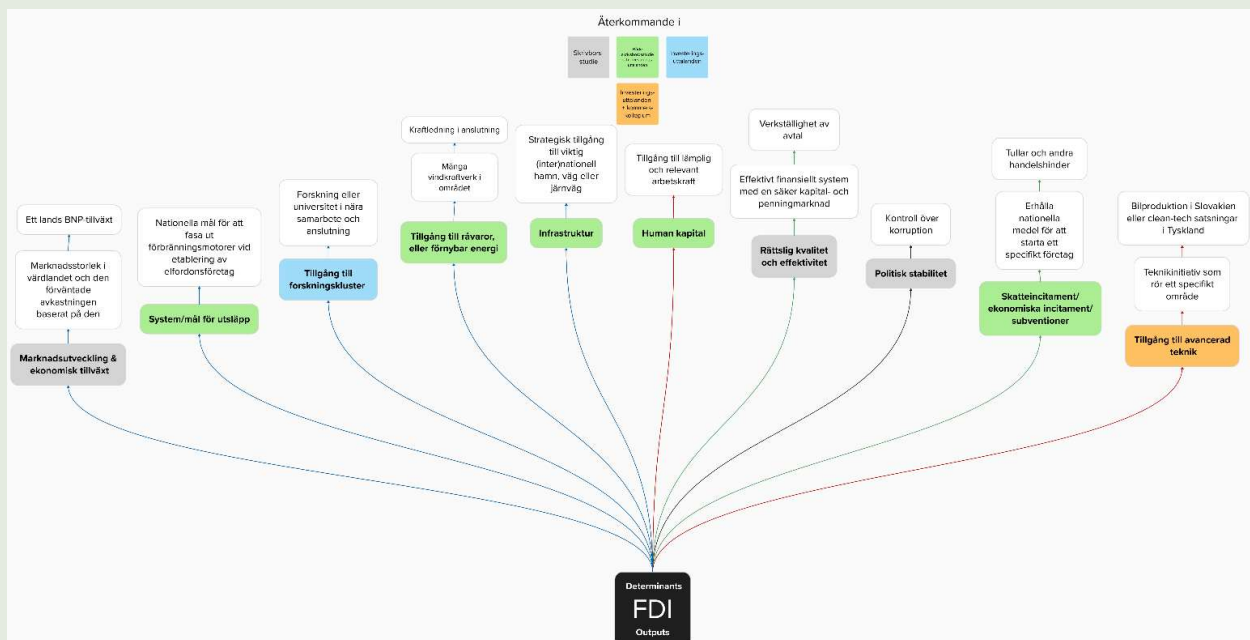 Återkommande i
Skrivbors
studie
Investerings-
uttalanden
Investerings-
uttalanden
Kraftledning i anslutning
Många
vindkraftverk i
området
Tillgång till råvaror,
eller förnybar energi
Strategisk tillgång
till viktig
(inter)nationell
hamn, väg eller
järnväg
Infrastruktur
Tillgång till lämplig
och relevant
arbetskraft
Human kapital
Verkställighet av
avtal
Effektivt finansiellt system
med en säker kapital- och
penningmarknad
Rättslig kvalitet
och effektivitet
Kontroll över
korruption
Politisk stabilitet
Tullar och andra
handelshinder
Erhålla
nationella
medel för att
starta ett
specifikt företag
Skatteincitament/
ekonomiska incitament/
subventioner
Bilproduktion i Slovakien
eller clean-tech satsningar
i Tyskland
Teknikinitiativ som
rör ett specifikt
område
Tillgång till avancerad
teknik
Forskning eller
universitet i nära
samarbete och
anslutning
Tillgång till
forskningskluster
Nationella mål för att
fasa ut
förbränningsmotorer vid
etablering av
elfordonsföretag
System/mål för utsläpp
Ett lands BNP-tillväxt
Marknadsstorlek i
värdlandet och den
förväntade
avkastningen
baserat på den
Marknadsutveckling &
ekonomisk tillväxt
Determinants
FDI
Outputs